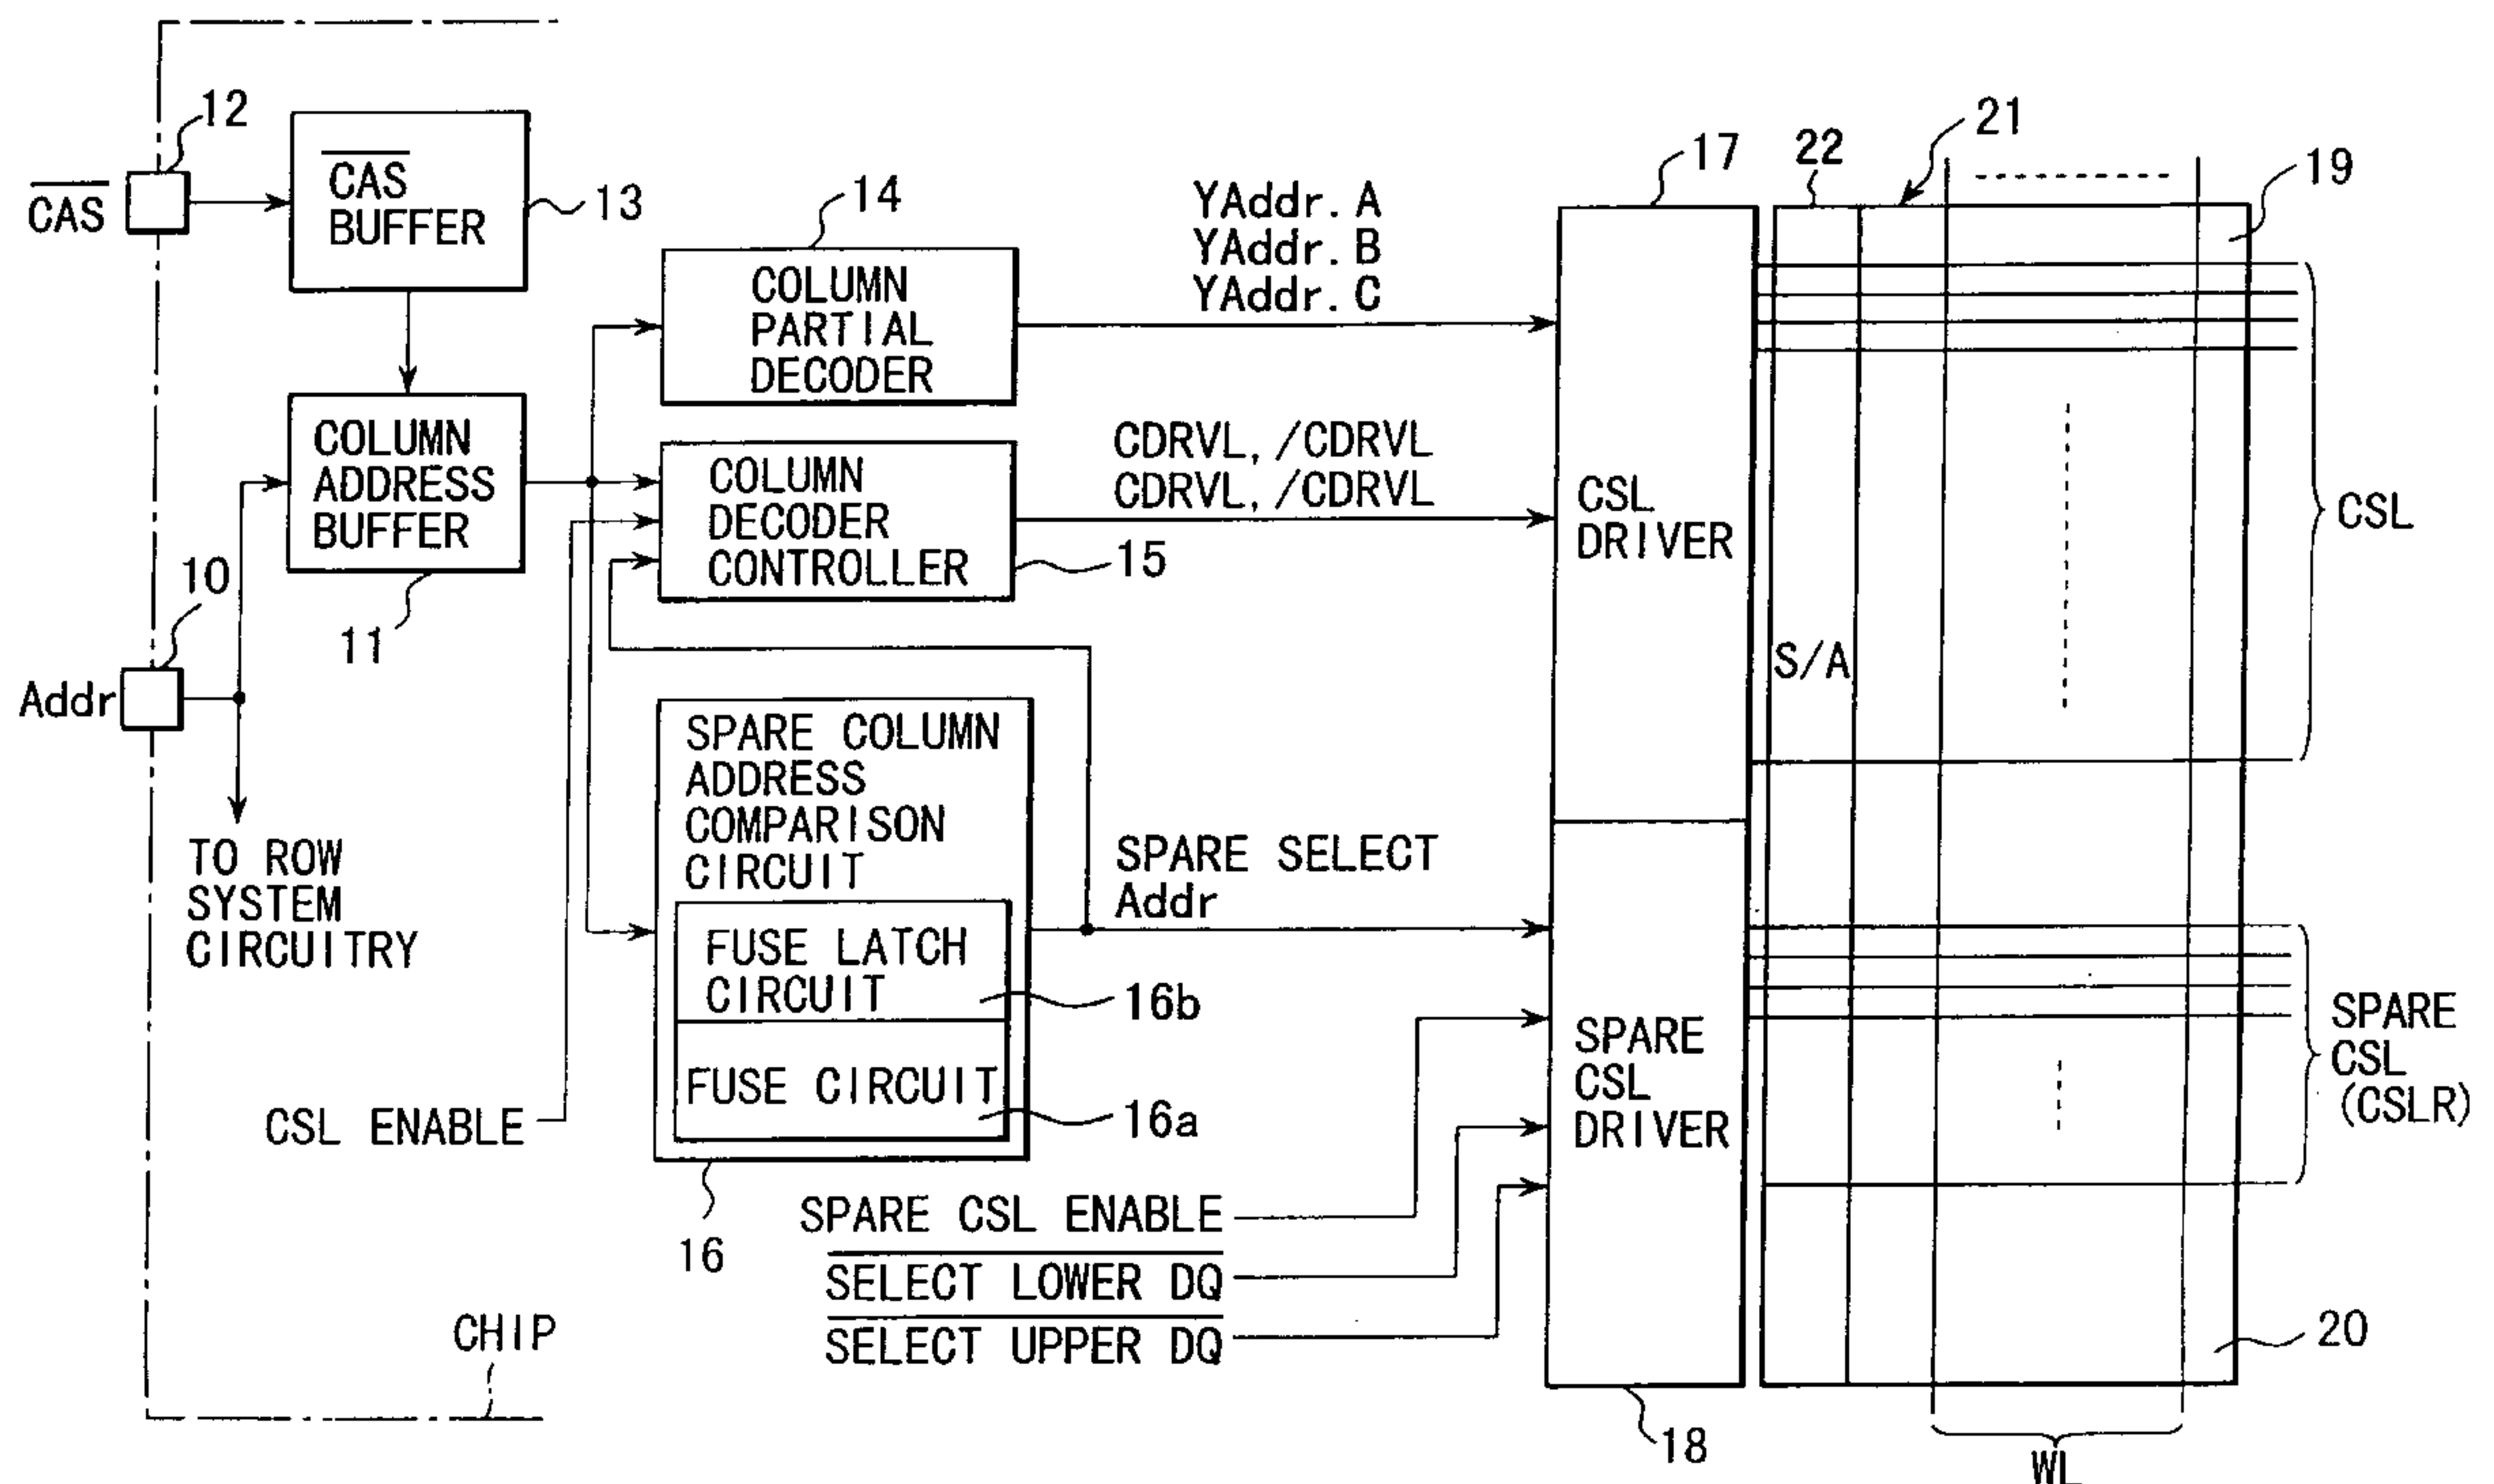 12
CAS
CAS
BUFFER
13
14
COLUMN
PARTIAL
DECODER
YAddr. A
YAddr. B
YAddr. C
17
22
21
19
COLUMN
ADDRESS
BUFFER
11
10
Addr
TO ROW
SYSTEM
CIRCUITRY
COLUMN
DECODER
CONTROLLER
15
CDRVL, /CDRVL
CDRVL, /CDRVL
CSL
DRIVER
S/A
CSL
SPARE COLUMN
ADDRESS
COMPARISON
CIRCUIT
FUSE LATCH
CIRCUIT
16b
FUSE CIRCUIT
16a
16
SPARE SELECT
Addr
CSL ENABLE
SPARE CSL ENABLE
SELECT LOWER DQ
SELECT UPPER DQ
SPARE
CSL
DRIVER
18
SPARE
CSL
(CSLR)
20
WL
CHIP